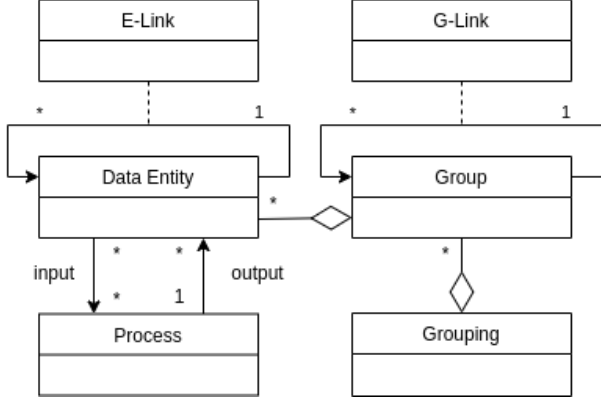 E-Link
G-Link
* 1 * 1
Data Entity
Group
*
* * *
input output
* 1
Process
Grouping